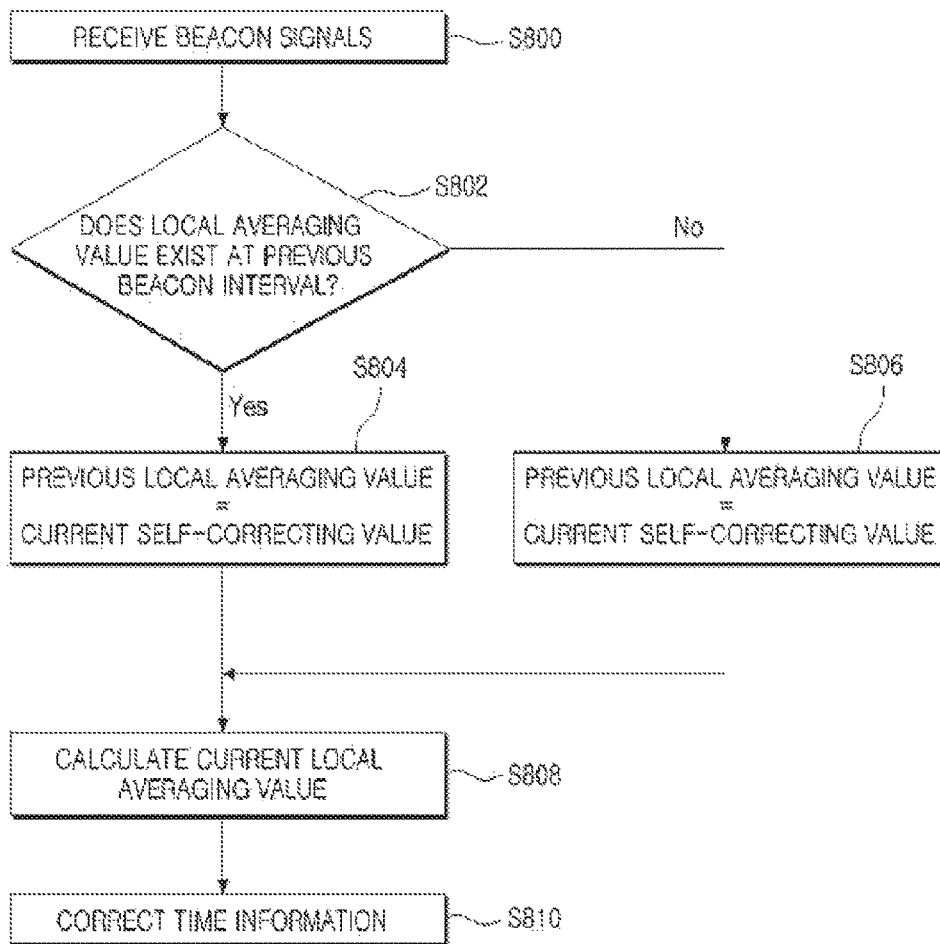 RECEIVE BEACON SIGNALS
S800
S802
DOES LOCAL AVERAGING
VALUE EXIST AT PREVIOUS
BEACON INTERVAL?
No
Yes
S804
PREVIOUS LOCAL AVERAGING VALUE
=
CURRENT SELF-CORRECTING VALUE
S806
PREVIOUS LOCAL AVERAGING VALUE
=
CURRENT SELF-CORRECTING VALUE
CALCULATE CURRENT LOCAL
AVERAGING VALUE
S808
CORRECT TIME INFORMATION
S810